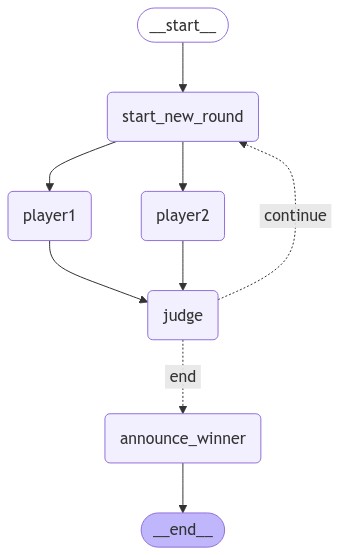 __start__
start_new_round
player1
player2
continue
judge
end
announce_winner
__end__